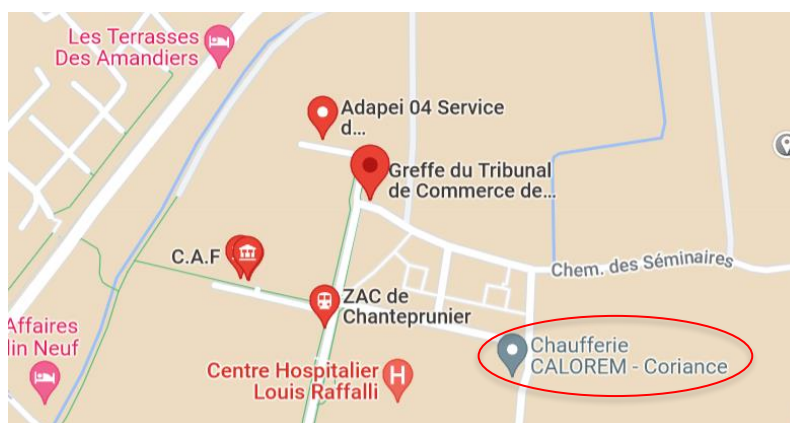 Les Terrasses
Des Amandiers
Adapei 04 Service
d...
Greffe du Tribunal
de Commerce de...
C.A.F
Chem. des Séminaires
ZAC de
Chanteprunier
Affaires
lin Neuf
Chaufferie
CALOREM - Coriance
Centre Hospitalier
Louis Raffalli
H